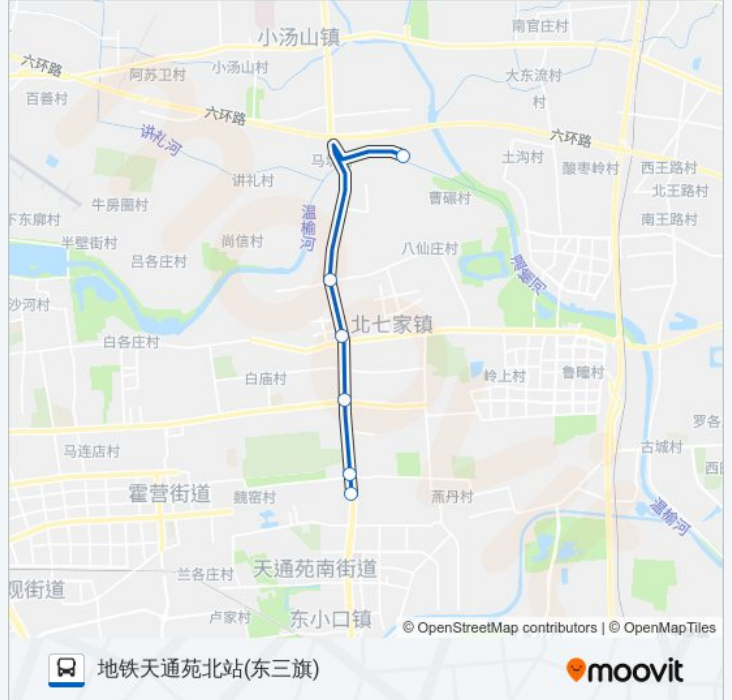 南官庄村
小汤山镇
六环路
阿苏卫村
小汤山村
大东流村
村
百善村
六环路
讲礼河
六环路
马坊
土沟村
酸枣岭村
西王路村
讲礼村
北王路村
曹碾村
牛房圈村
下东廓村
温榆河
南王路村
半壁街村
尚信村
八仙庄村
吕各庄村
温榆河
沙河村
北七家镇
白各庄村
白庙村
岭上村
鲁疃村
罗各
马连店村
古城村
霍营街道
魏窑村
燕丹村
温榆河
兰各庄村
天通苑南街道
观街道
卢家村
东小口镇
© OpenStreetMap contributors | © OpenMapTiles
地铁天通苑北站(东三旗)
moovit